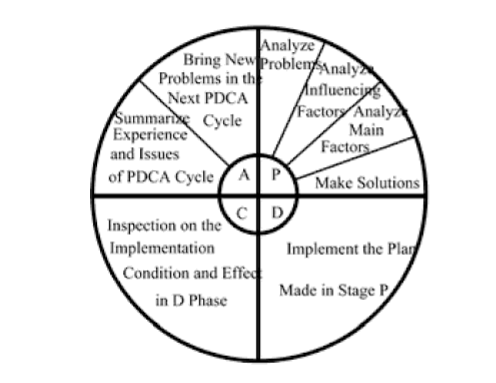 Bring New
Problems in the
Next PDCA
Cycle
Analyze
Problems
Analyze
Influencing
Factors
Analyze
Main
Factors
Make Solutions
Summarize
Experience
and Issues
of PDCA Cycle
A
P
C
D
Inspection on the
Implementation
Condition and Effect
in D Phase
Implement the Plan
Made in Stage P